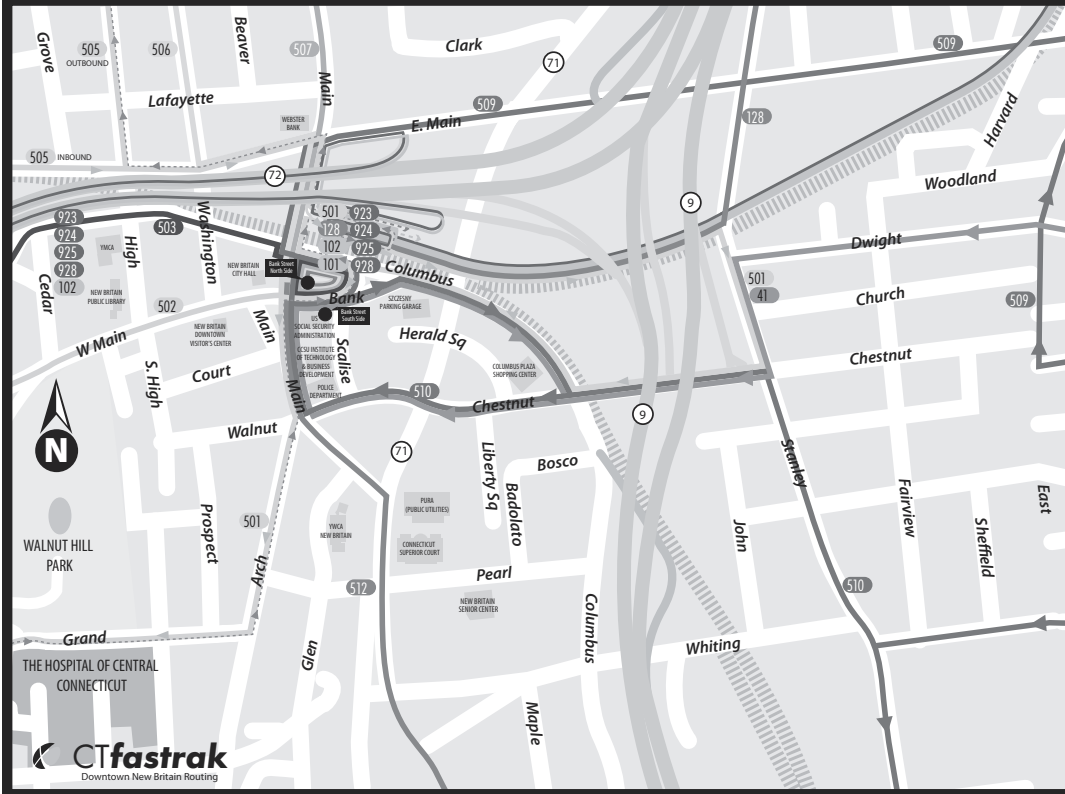 Grove
505
OUTBOUND
506
Beaver
507
Main
Clark
71
509
Lafayette
509
E. Main
WEBSTER
BANK
128
Harvard
505 INBOUND
72
9
Woodland
923
924
925
928
102
503
Washington
High
YMCA
Cedar
NEW BRITAIN
PUBLIC LIBRARY
NEW BRITAIN
CITY HALL
501 923
128 924
102 925
101 928
Bank Street
North Side
Columbus
Bank
Bank Street
South Side
SZCZESNY
PARKING GARAGE
Dwight
501
41
Church
509
502
W Main
Main
NEW BRITAIN
DOWNTOWN
VISITOR'S CENTER
US
SOCIAL SECURITY
ADMINISTRATION
CCSU INSTITUTE
OF TECHNOLOGY
& BUSINESS
DEVELOPMENT
POLICE
DEPARTMENT
Scalise
Herald Sq
COLUMBUS PLAZA
SHOPPING CENTER
Chestnut
S. High
Court
Main
510
Chestnut
9
Walnut
N
71
Liberty Sq
Badolato
Bosco
Stanley
Prospect
501
Arch
YWCA
NEW BRITAIN
PURA
(PUBLIC UTILITIES)
CONNECTICUT
SUPERIOR COURT
John
Fairview
Sheffield
East
WALNUT HILL
PARK
512
Pearl
NEW BRITAIN
SENIOR CENTER
510
Columbus
Grand
Glen
Whiting
THE HOSPITAL OF CENTRAL
CONNECTICUT
Maple
CTfastrak
Downtown New Britain Routing